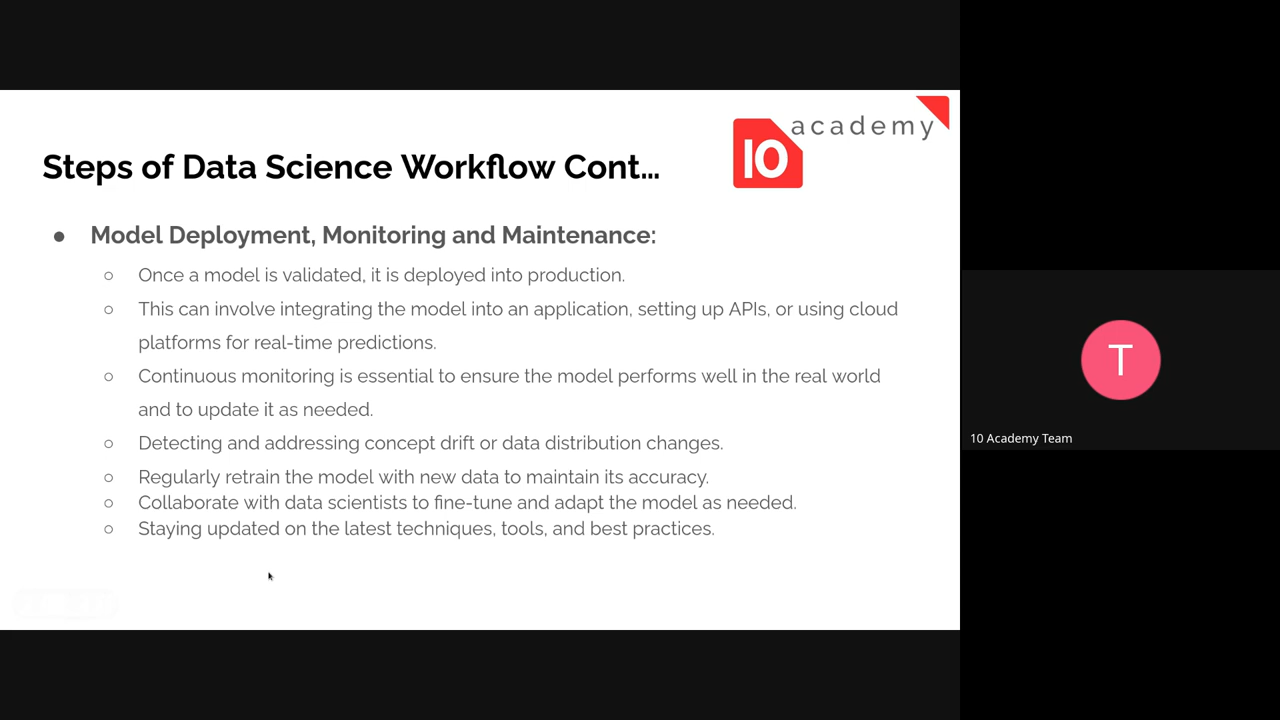 10 academy
Steps of Data Science Workflow Cont...
● Model Deployment, Monitoring and Maintenance:
○ Once a model is validated, it is deployed into production.
○ This can involve integrating the model into an application, setting up APIs, or using cloud
platforms for real-time predictions.
○ Continuous monitoring is essential to ensure the model performs well in the real world
and to update it as needed.
○ Detecting and addressing concept drift or data distribution changes.
○ Regularly retrain the model with new data to maintain its accuracy.
○ Collaborate with data scientists to fine-tune and adapt the model as needed.
○ Staying updated on the latest techniques, tools, and best practices.
T
10 Academy Team